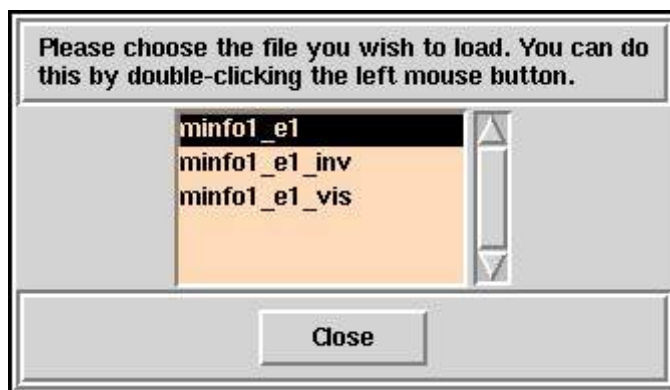 Please choose the file you wish to load. You can do
this by double-clicking the left mouse button.
minfo1_e1
minfo1_e1_inv
minfo1_e1_vis
Close